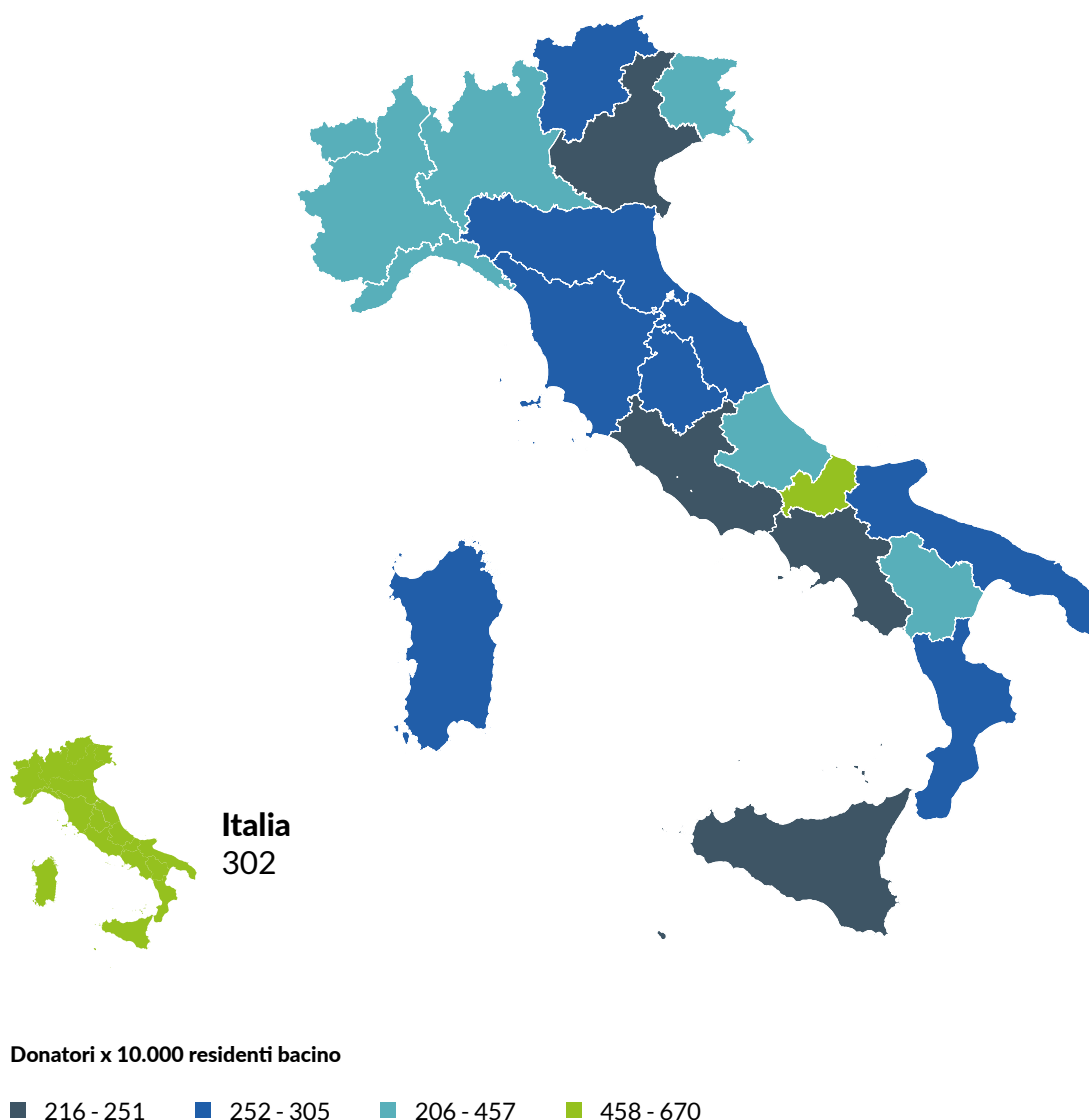 Italia
302
Donatori x 10.000 residenti bacino
216 - 251 252 - 305 206 - 457 458 - 670